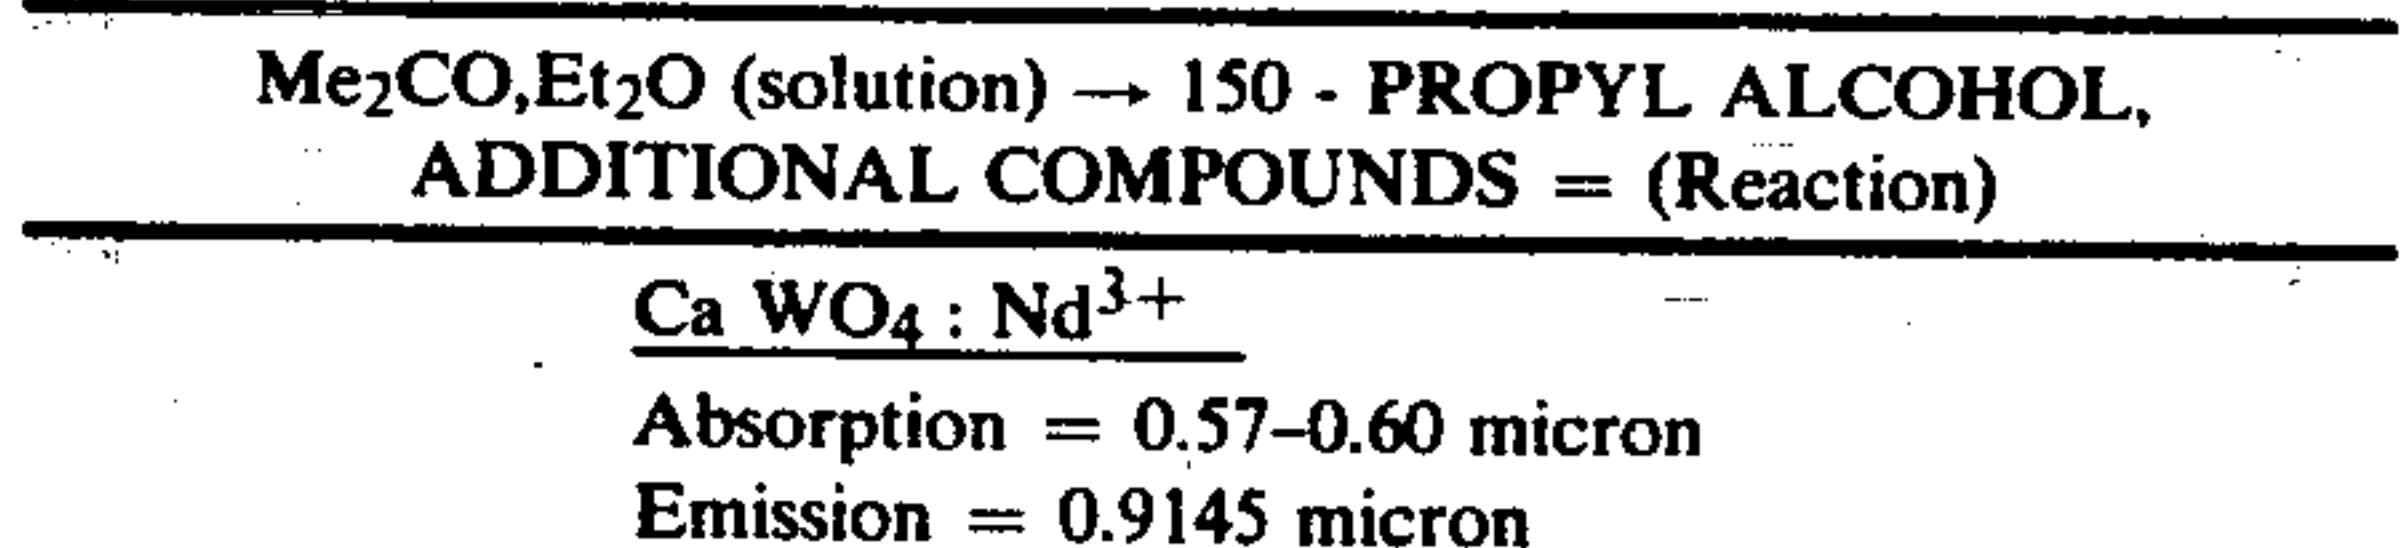 Me₂CO,Et₂O (solution) → 150 - PROPYL ALCOHOL,
ADDITIONAL COMPOUNDS = (Reaction)
Ca WO₄ : Nd³⁺
Absorption = 0.57–0.60 micron
Emission = 0.9145 micron